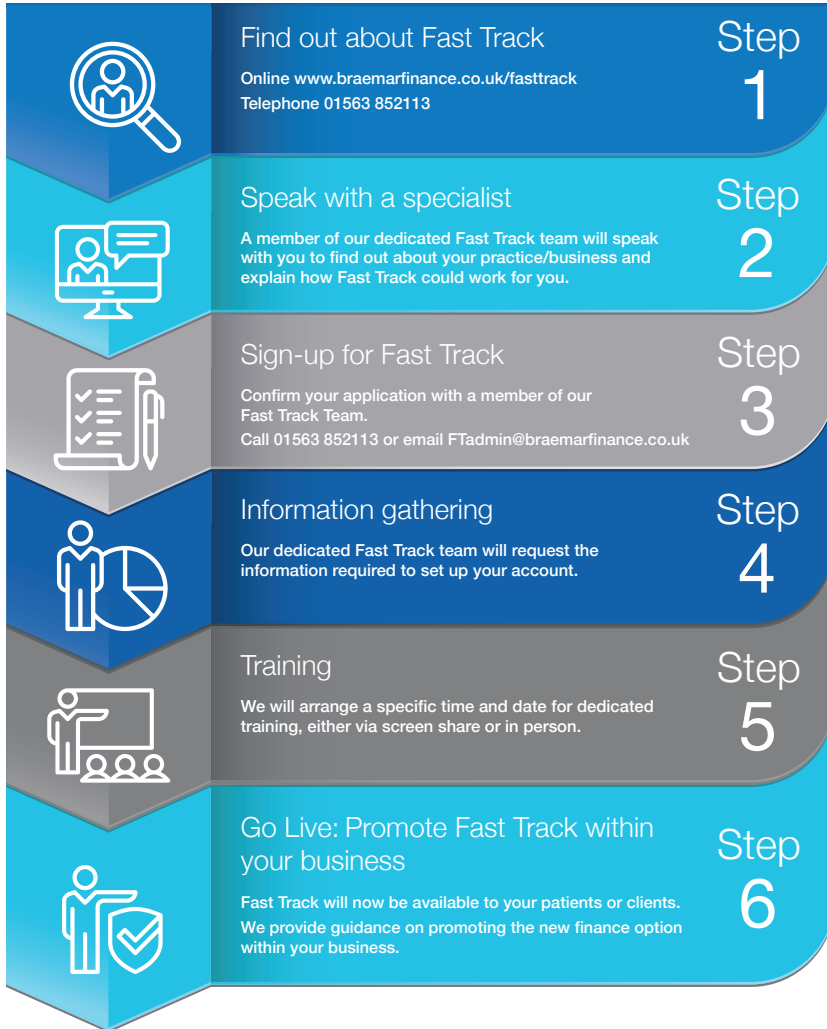 Find out about Fast Track
Online www.braemarfinance.co.uk/fasttrack
Telephone 01563 852113
Step
1
Speak with a specialist
A member of our dedicated Fast Track team will speak
with you to find out about your practice/business and
explain how Fast Track could work for you.
Step
2
Sign-up for Fast Track
Confirm your application with a member of our
Fast Track Team.
Call 01563 852113 or email FTadmin@braemarfinance.co.uk
Step
3
Information gathering
Our dedicated Fast Track team will request the
information required to set up your account.
Step
4
Training
We will arrange a specific time and date for dedicated
training, either via screen share or in person.
Step
5
Go Live: Promote Fast Track within
your business
Fast Track will now be available to your patients or clients.
We provide guidance on promoting the new finance option
within your business.
Step
6